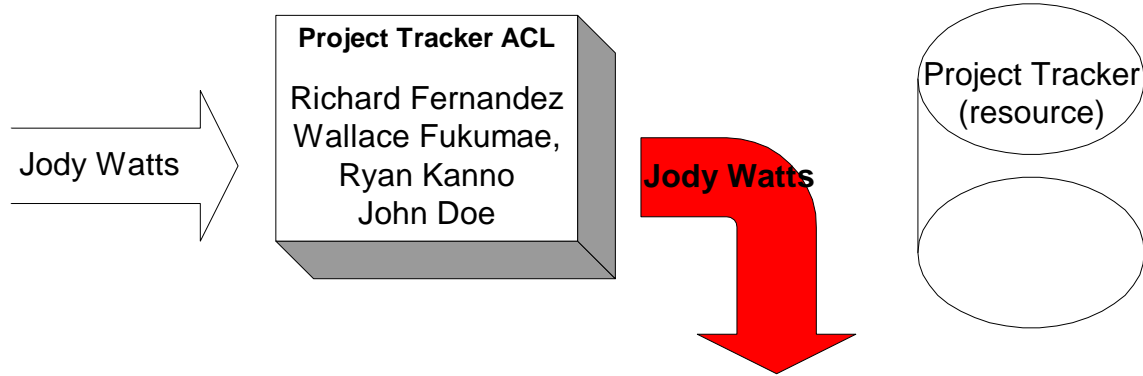 Jody Watts
Project Tracker ACL
Richard Fernandez
Wallace Fukumae,
Ryan Kanno
John Doe
Jody Watts
Project Tracker
(resource)